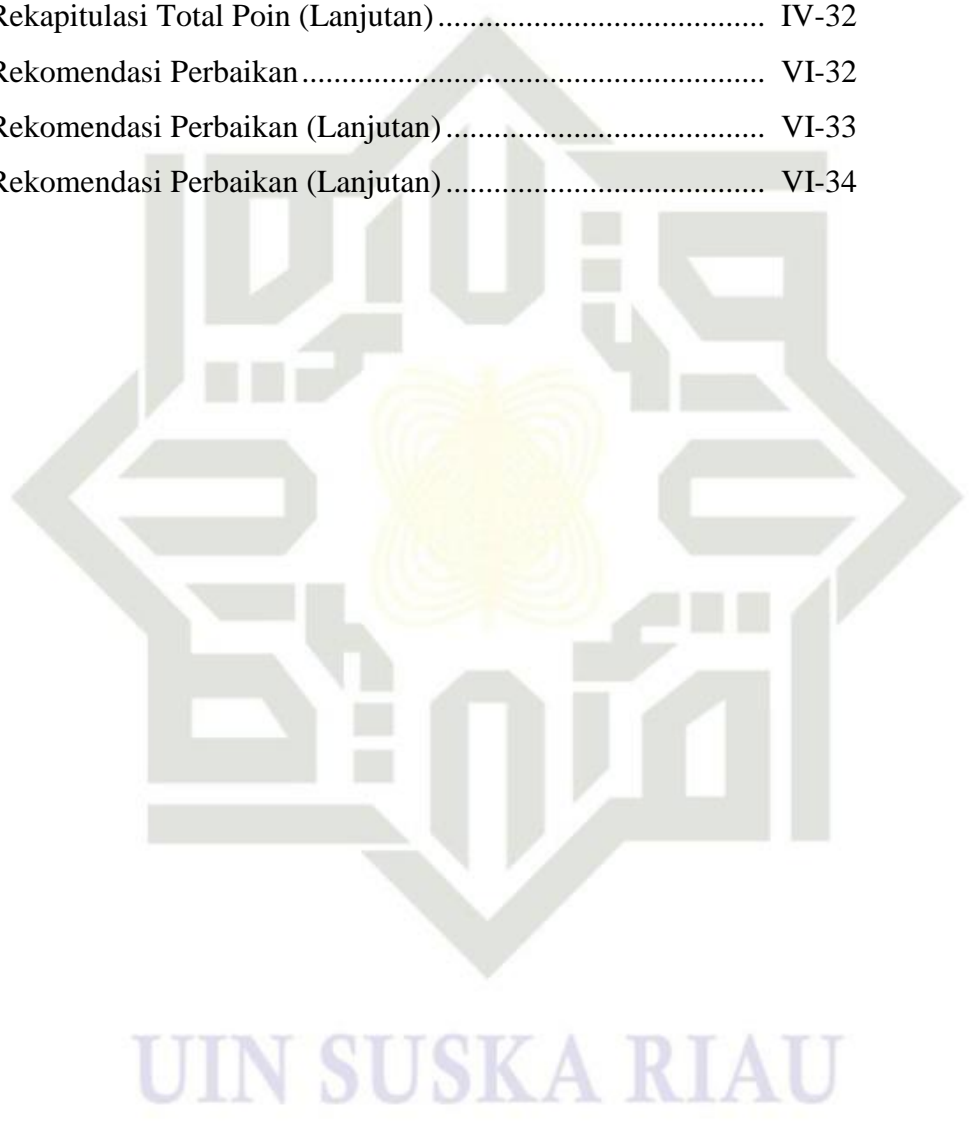 Rekapitulasi Total Poin (Lanjutan) ......................................... IV-32
Rekomendasi Perbaikan .......................................................... VI-32
Rekomendasi Perbaikan (Lanjutan) ........................................ VI-33
Rekomendasi Perbaikan (Lanjutan) ........................................ VI-34
UIN SUSKA RIAU